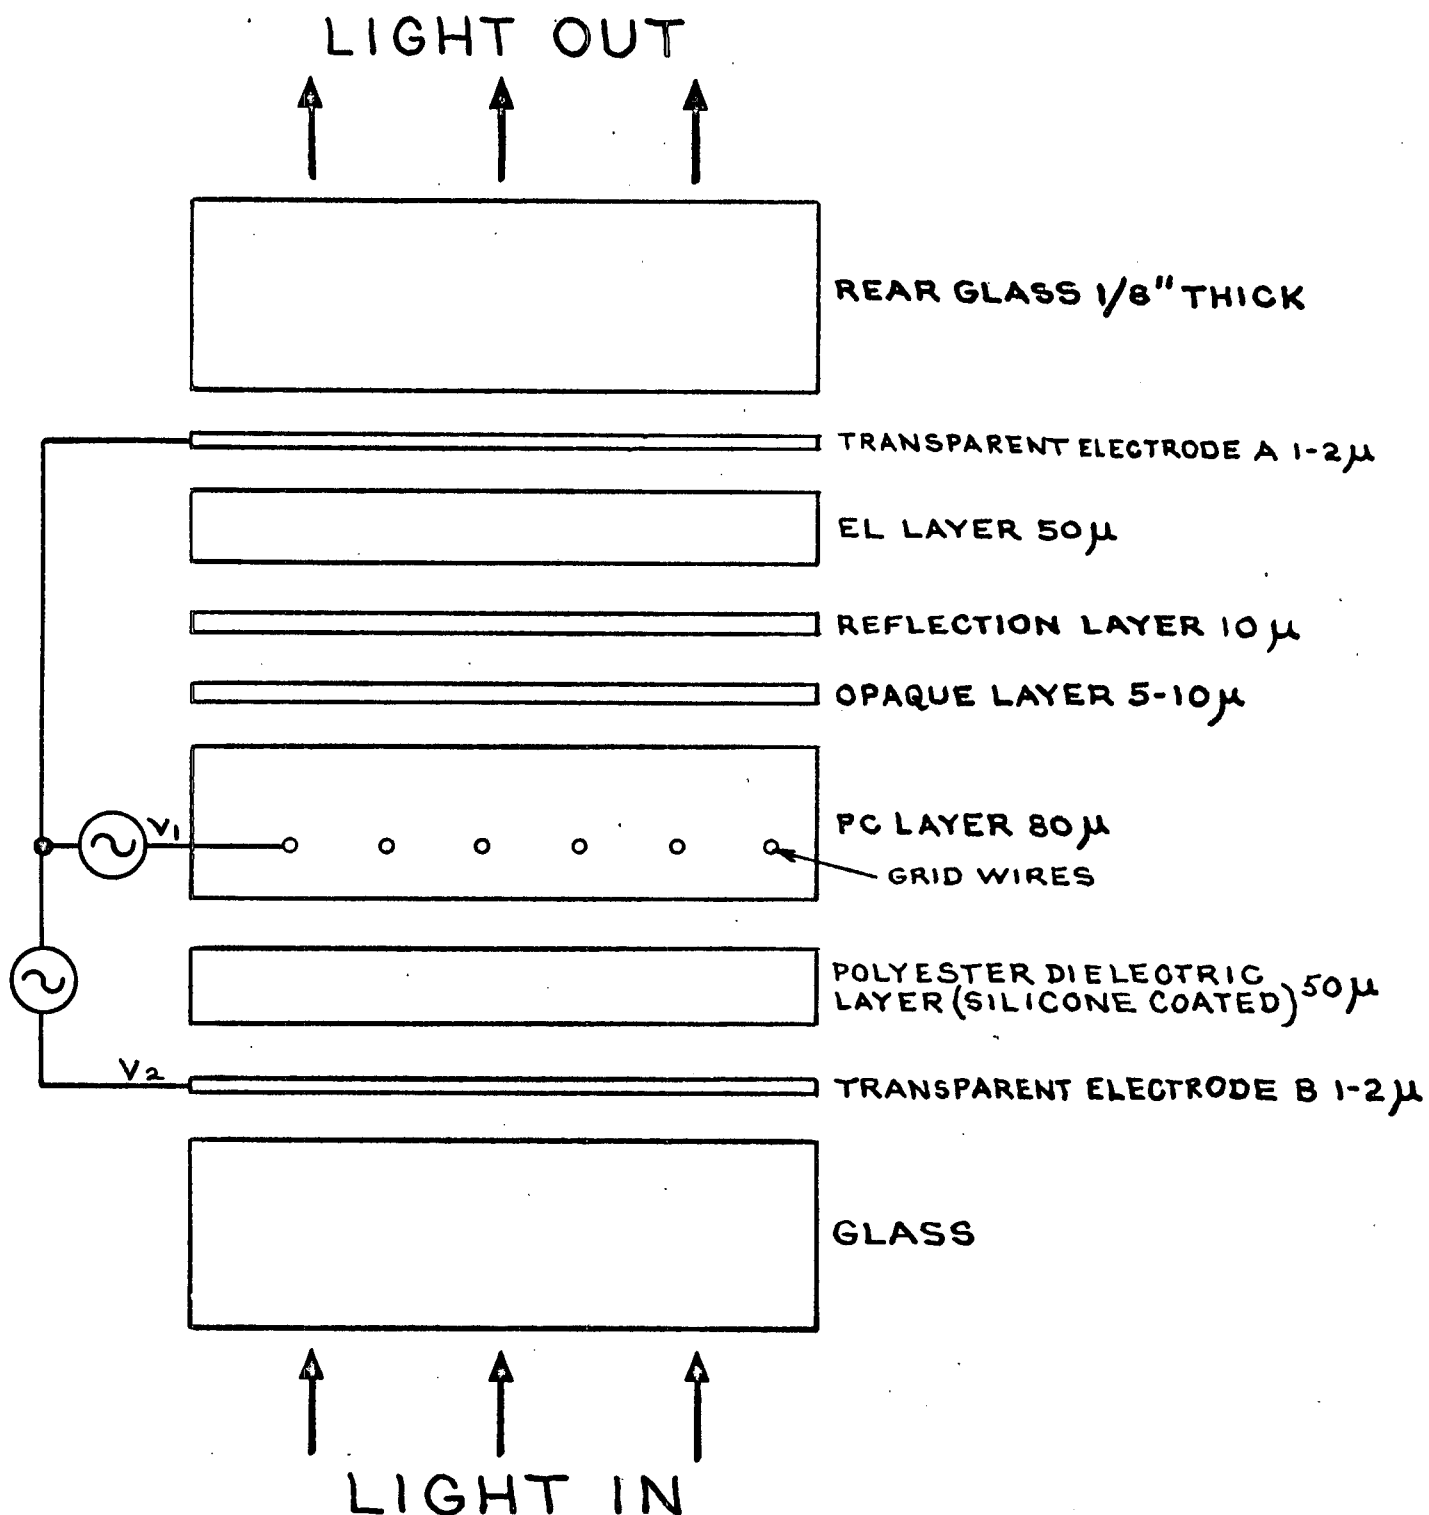 LIGHT OUT
REAR GLASS 1/8" THICK
TRANSPARENT ELECTRODE A 1-2µ
EL LAYER 50µ
REFLECTION LAYER 10µ
OPAQUE LAYER 5-10µ
V1
PC LAYER 80µ
GRID WIRES
POLYESTER DIELECTRIC
LAYER (SILICONE COATED) 50µ
V2
TRANSPARENT ELECTRODE B 1-2µ
GLASS
LIGHT IN